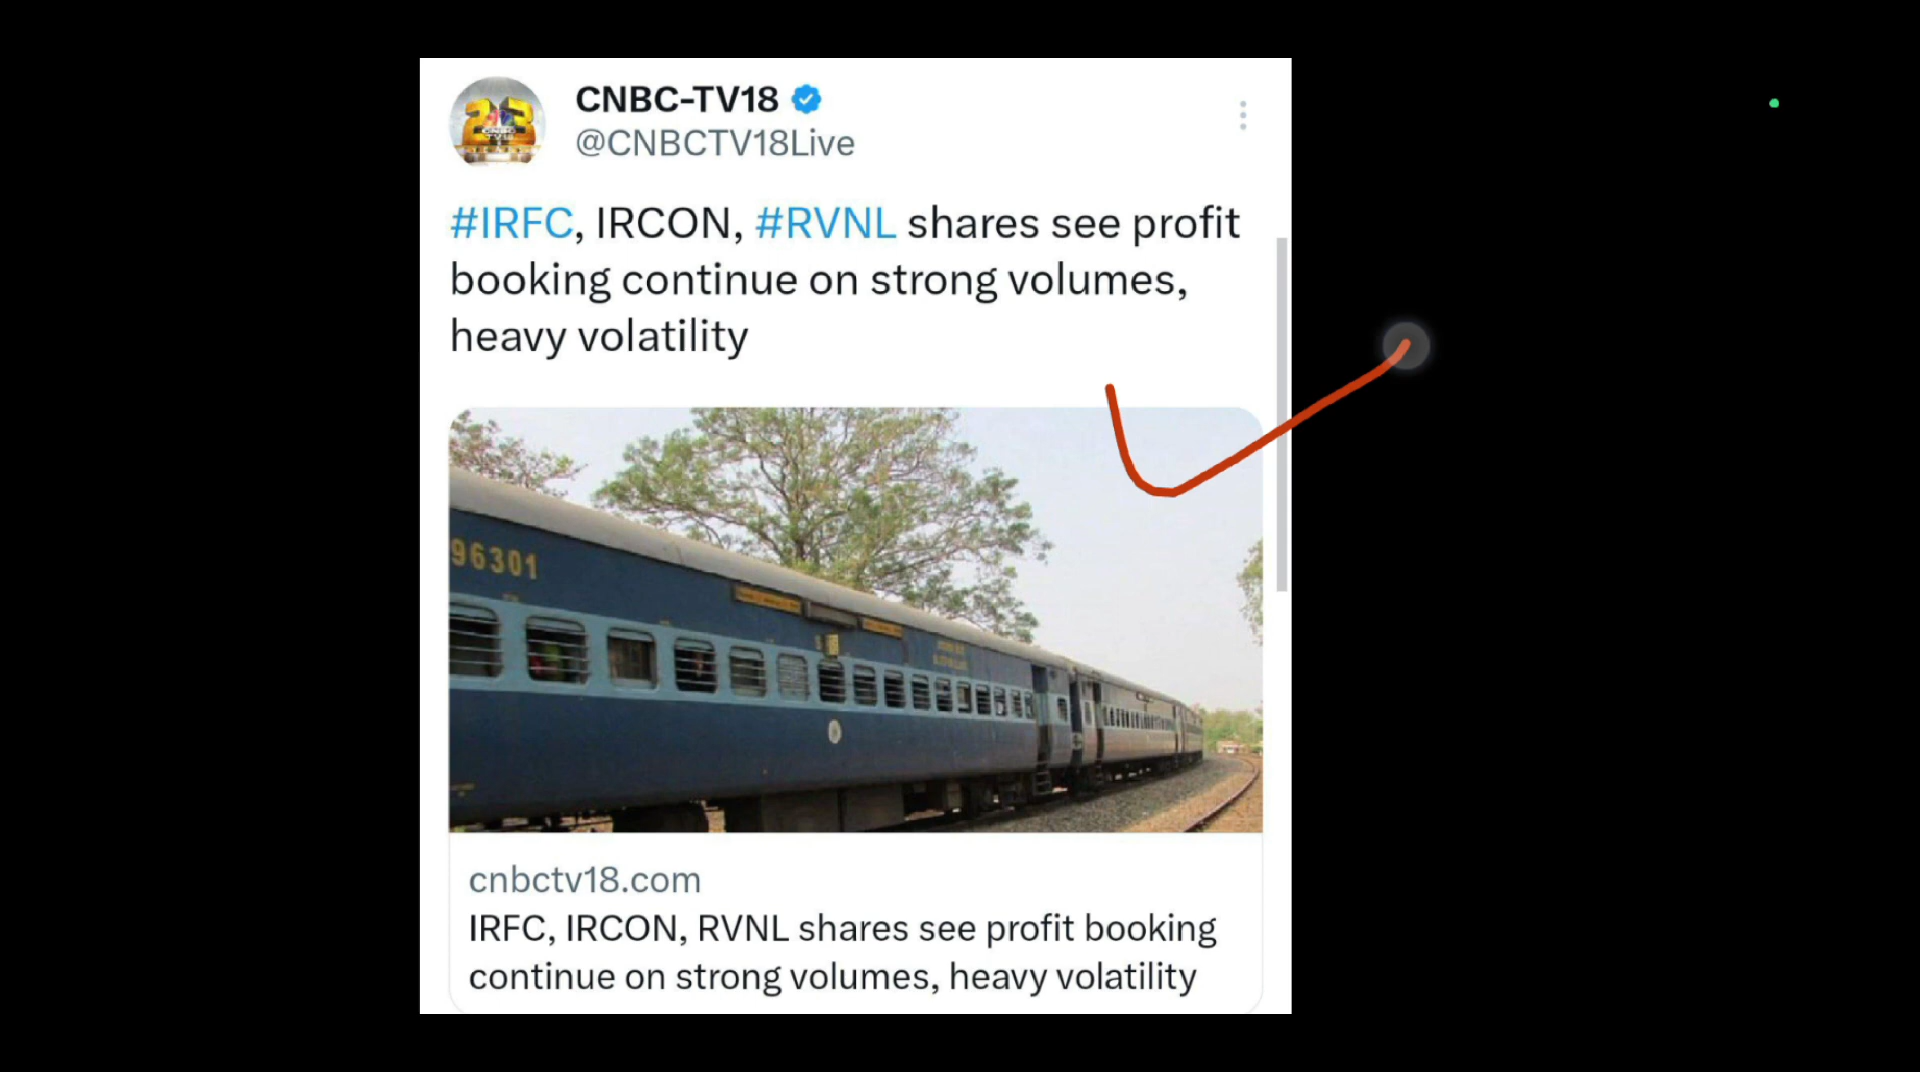 CNBC-TV18
@CNBCTV18Live
#IRFC, IRCON, #RVNL shares see profit
booking continue on strong volumes,
heavy volatility
96301
cnbctv18.com
IRFC, IRCON, RVNL shares see profit booking
continue on strong volumes, heavy volatility